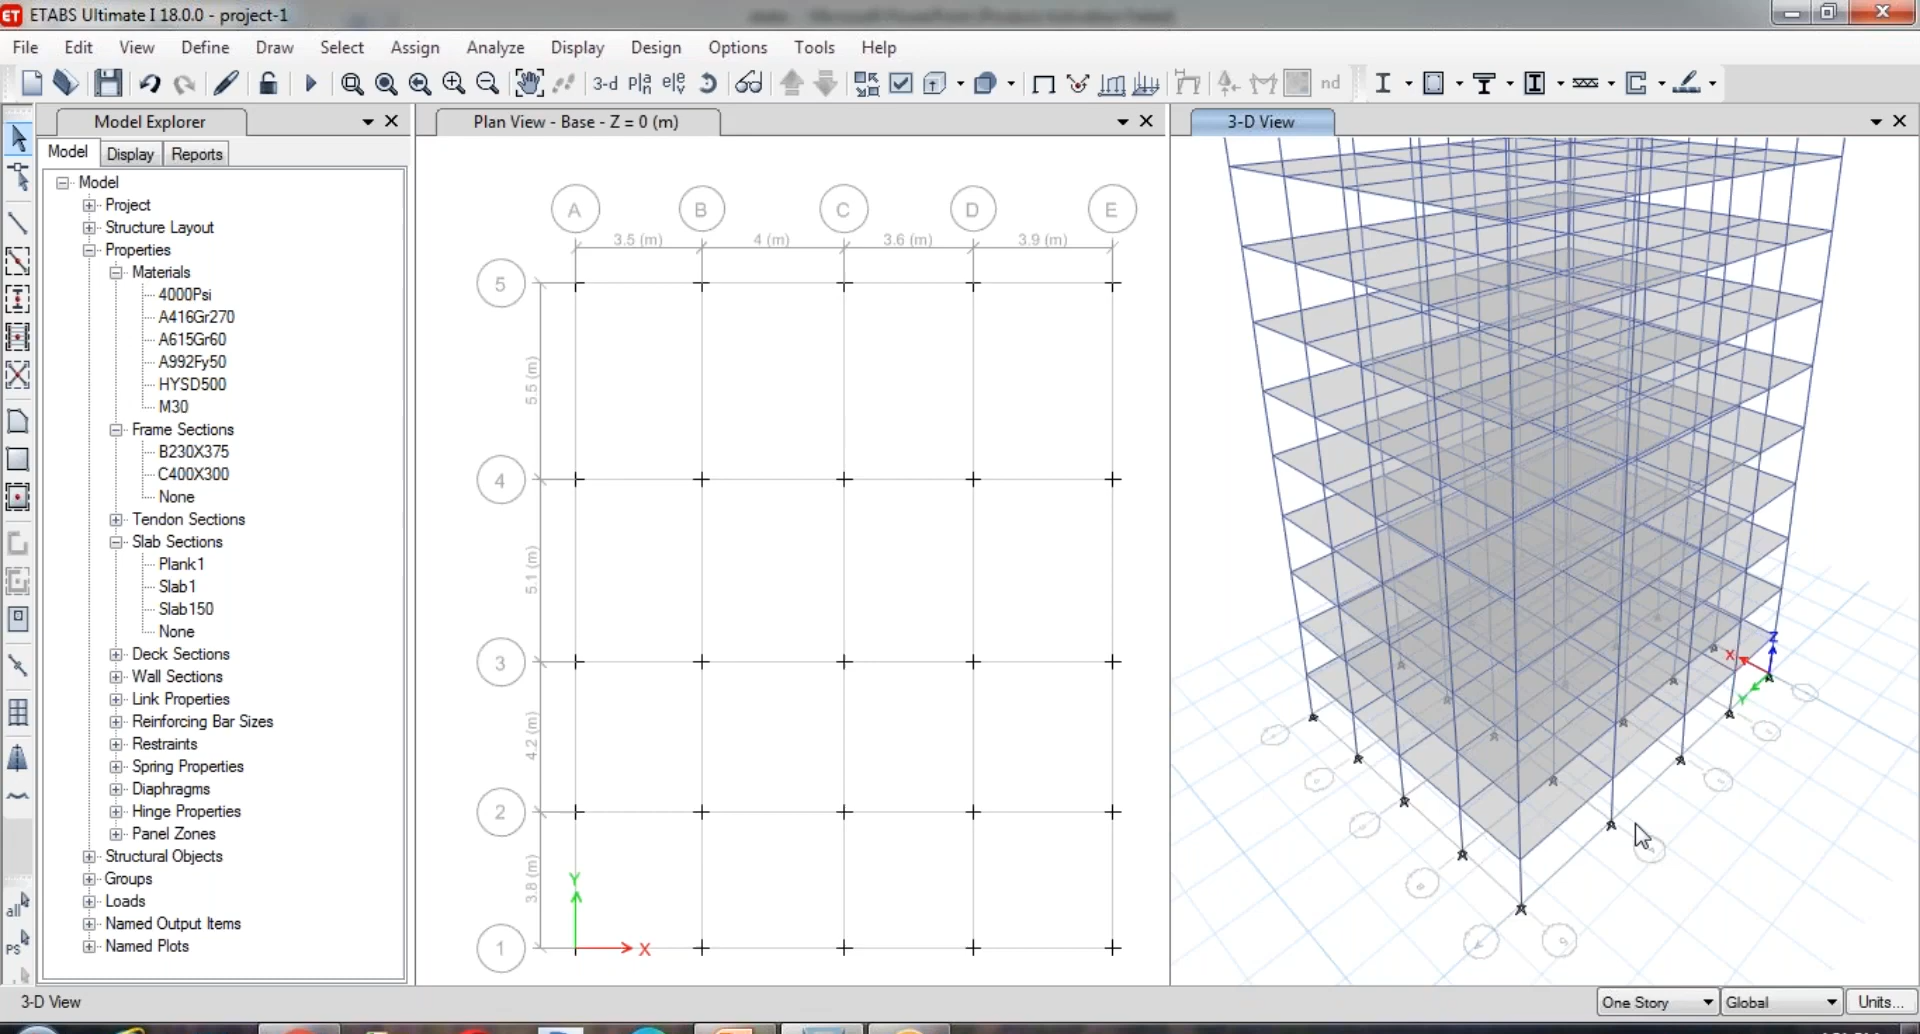 ETABS Ultimate I 18.0.0 - project-1
File Edit View Define Draw Select Assign Analyze Display Design Options Tools Help
3-d pla ele nd
Model Explorer
Plan View - Base - Z = 0 (m)
3-D View
Model Display Reports
Model
Project
Structure Layout
Properties
Materials
4000Psi
A416Gr270
A615Gr60
A992Fy50
HYSD500
M30
Frame Sections
B230X375
C400X300
None
Tendon Sections
Slab Sections
Plank1
Slab1
Slab150
None
Deck Sections
Wall Sections
Link Properties
Reinforcing Bar Sizes
Restraints
Spring Properties
Diaphragms
Hinge Properties
Panel Zones
Structural Objects
Groups
Loads
Named Output Items
Named Plots
all
PS
A B C D E
3.5 (m) 4 (m) 3.6 (m) 3.9 (m)
5
5.5 (m)
4
5.1 (m)
3
4.2 (m)
2
3.8 (m)
1
Y
X
Z
X
Y
3-D View
One Story Global Units...